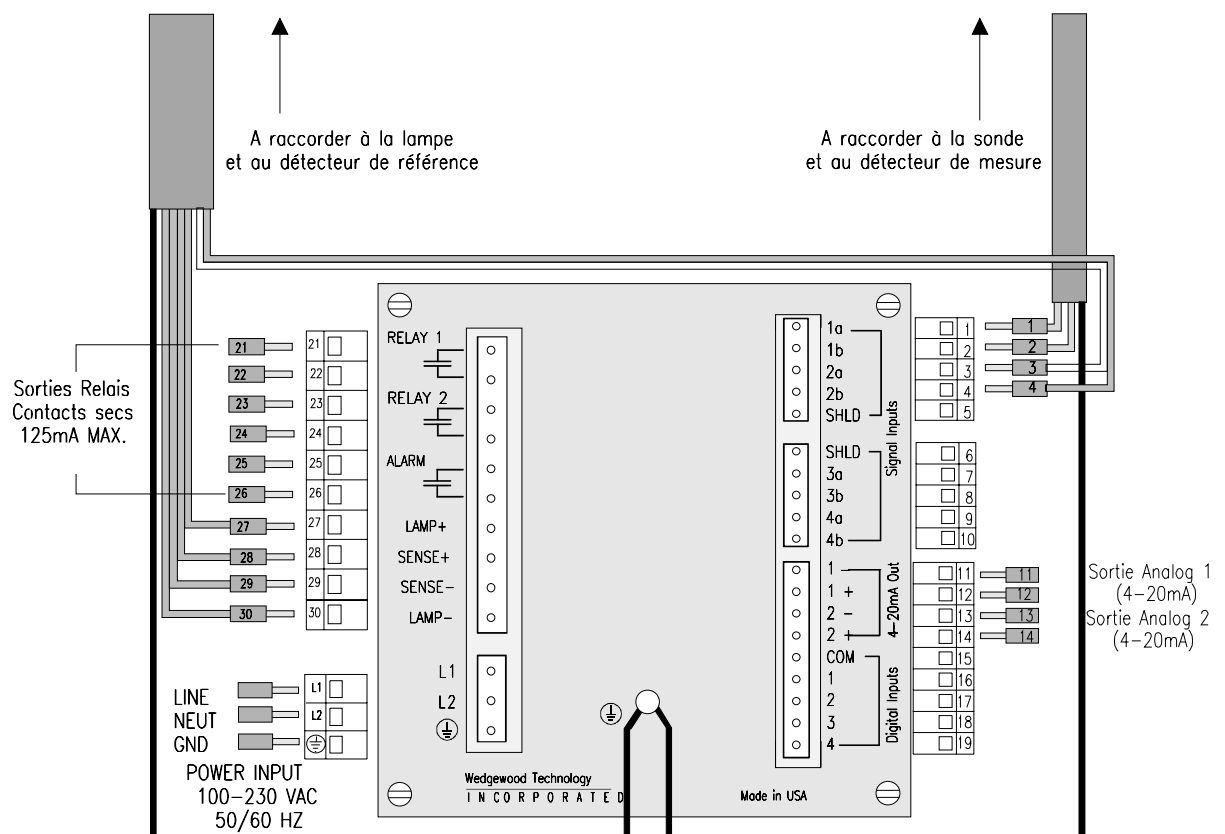 A raccorder à la lampe
et au détecteur de référence
A raccorder à la sonde
et au détecteur de mesure
Sorties Relais
Contacts secs
125mA MAX.
21
22
23
24
25
26
27
28
29
30
21
22
23
24
25
26
27
28
29
30
LINE
NEUT
GND
L1
L2
POWER INPUT
100-230 VAC
50/60 HZ
RELAY 1
RELAY 2
ALARM
LAMP+
SENSE+
SENSE-
LAMP-
L1
L2
Wedgewood Technology
INCORPORATED
Made in USA
1a
1b
2a
2b
SHLD
SHLD
3a
3b
4a
4b
Signal Inputs
1 -
1 +
2 -
2 +
4-20mA Out
COM
1
2
3
4
Digital Inputs
1
2
3
4
5
6
7
8
9
10
11
12
13
14
15
16
17
18
19
1
2
3
4
11
12
13
14
Sortie Analog 1
(4-20mA)
Sortie Analog 2
(4-20mA)